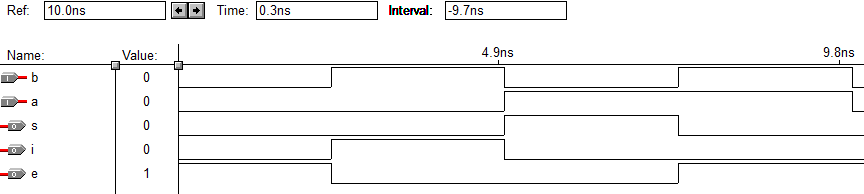 Ref: 10.0ns Time: 0.3ns Interval: -9.7ns
4.9ns 9.8ns
Name: Value:
I b 0
I a 0
O s 0
O i 0
O e 1